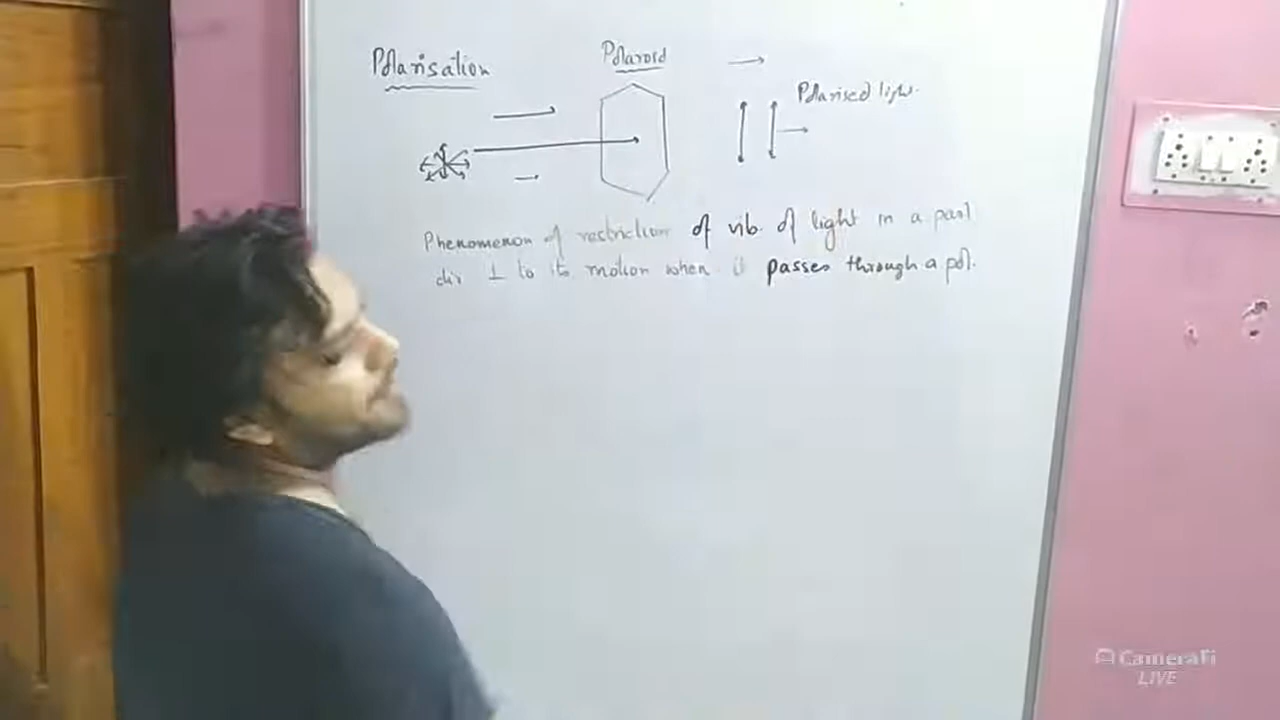 Polarisation
Polaroid
Polarised light.
Phenomenon of restriction of vib. of light in a part
dir ⊥ to its motion when it passes through a pol.
CameraFi
LIVE